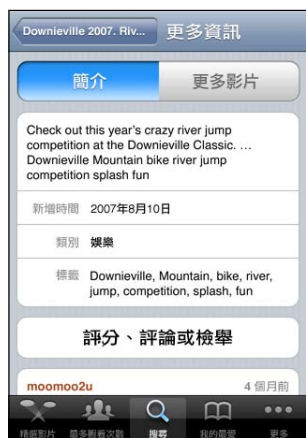 Downieville 2007. Riv...
更多資訊
簡介
更多影片
Check out this year's crazy river jump
competition at the Downieville Classic. ...
Downieville Mountain bike river jump
competition splash fun
新增時間 2007年8月10日
類別 娛樂
標籤 Downieville, Mountain, bike, river,
jump, competition, splash, fun
評分、評論或檢舉
moomoo2u 4 個月前
精選影片 最多觀看次數 搜尋 我的最愛 更多